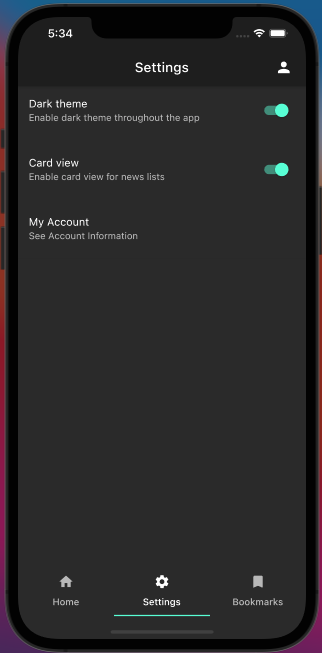 5:34
Settings
Dark theme
Enable dark theme throughout the app
Card view
Enable card view for news lists
My Account
See Account Information
Home
Settings
Bookmarks